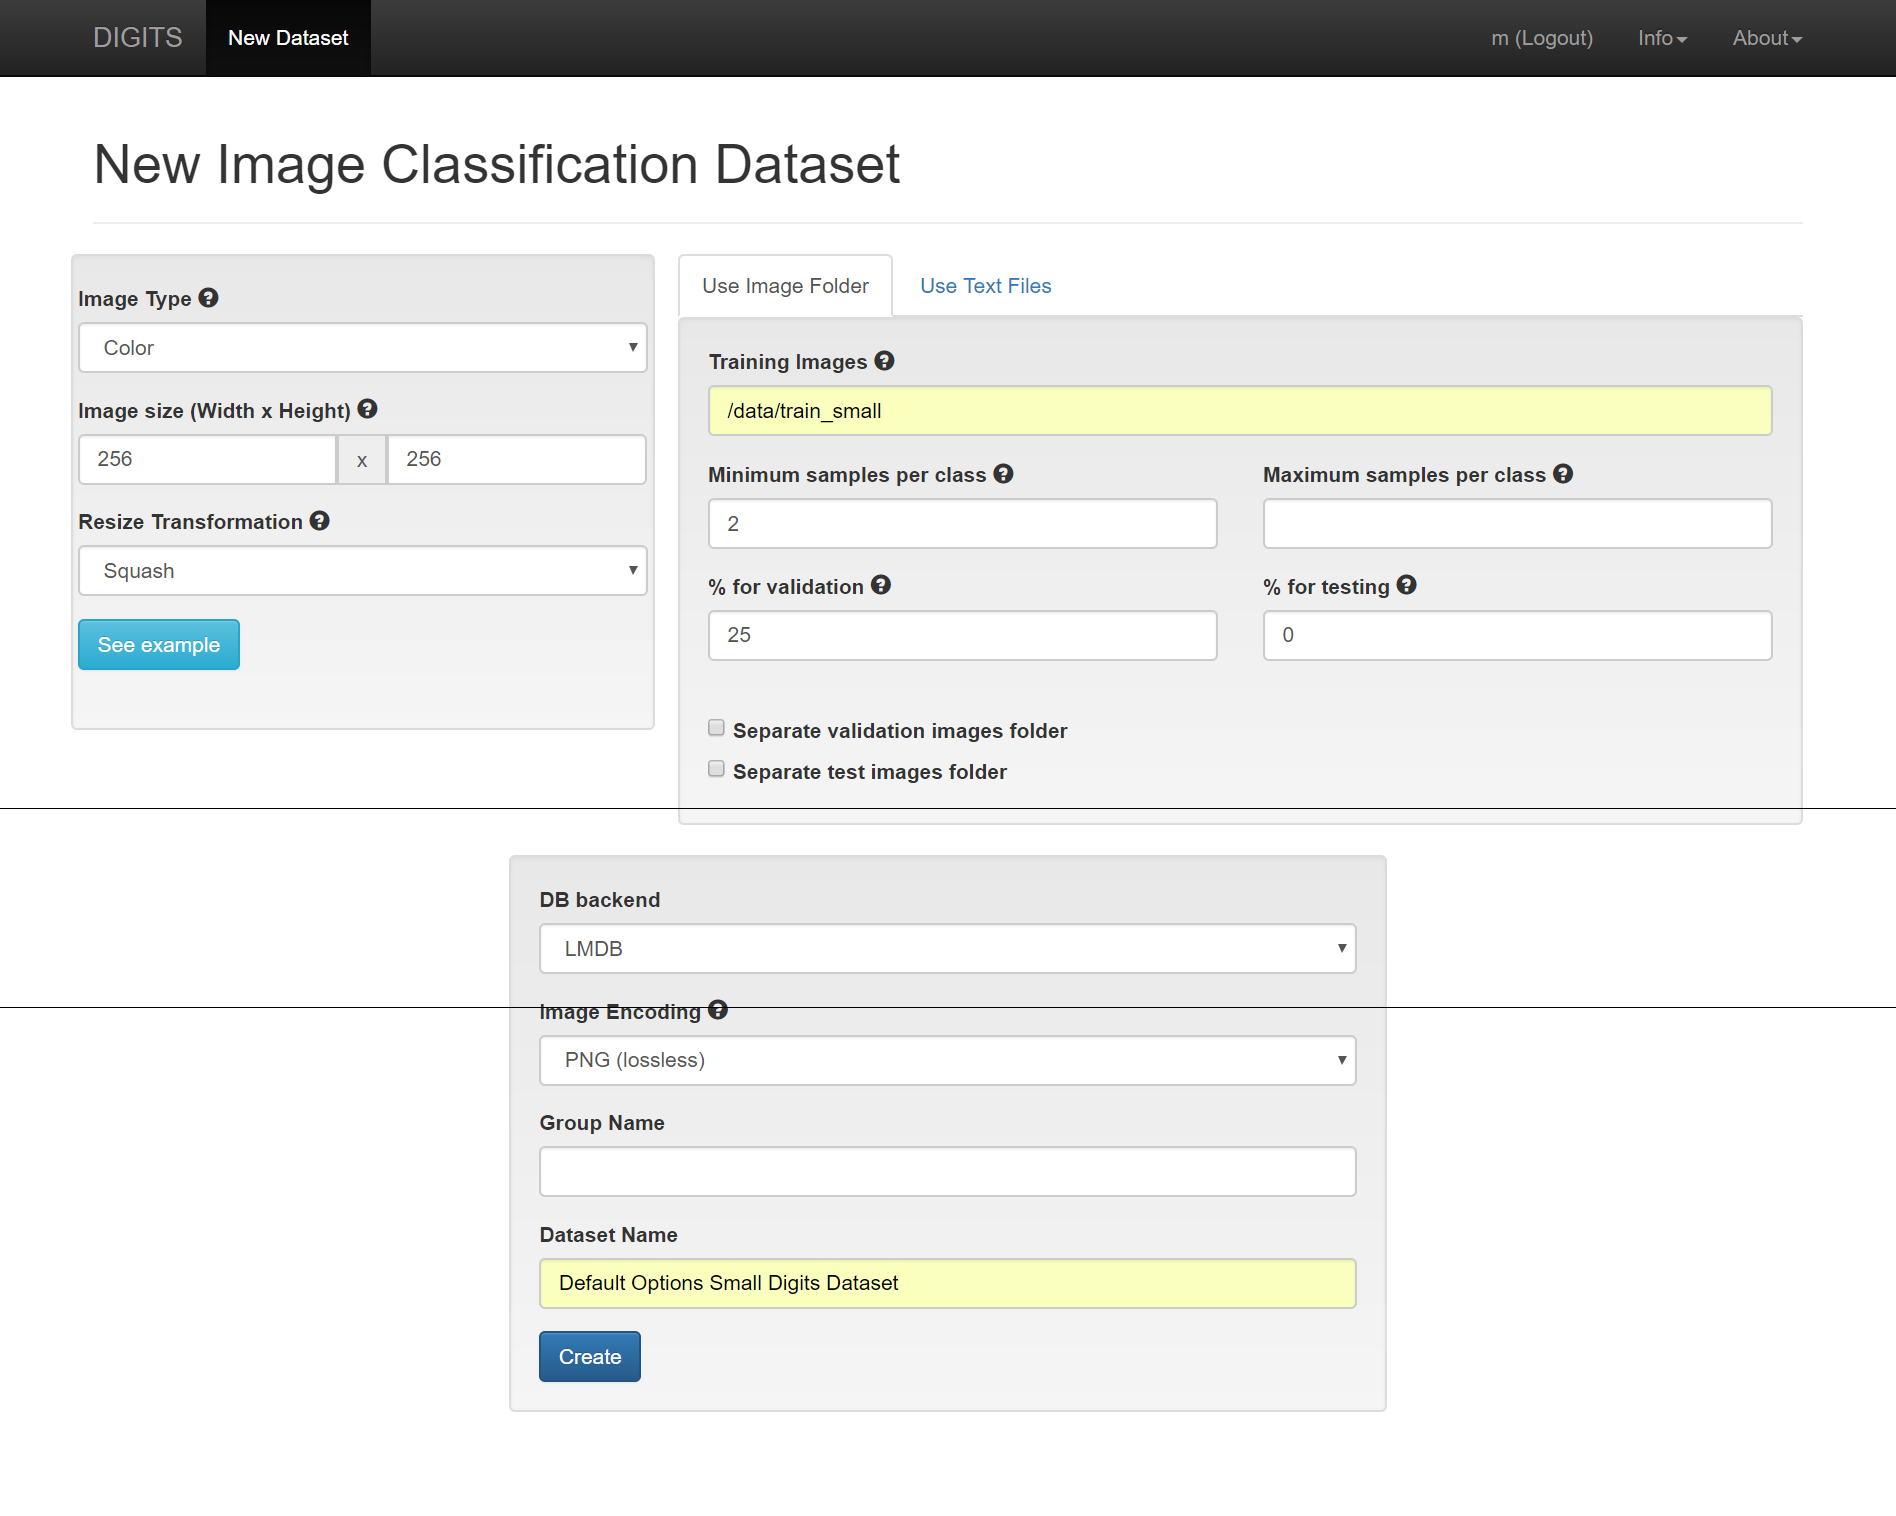 DIGITS New Dataset m (Logout) Info About
New Image Classification Dataset
Image Type
Color
Image size (Width x Height)
256 x 256
Resize Transformation
Squash
See example
Use Image Folder Use Text Files
Training Images
/data/train_small
Minimum samples per class Maximum samples per class
2
% for validation % for testing
25 0
Separate validation images folder
Separate test images folder
DB backend
LMDB
Image Encoding
PNG (lossless)
Group Name
Dataset Name
Default Options Small Digits Dataset
Create